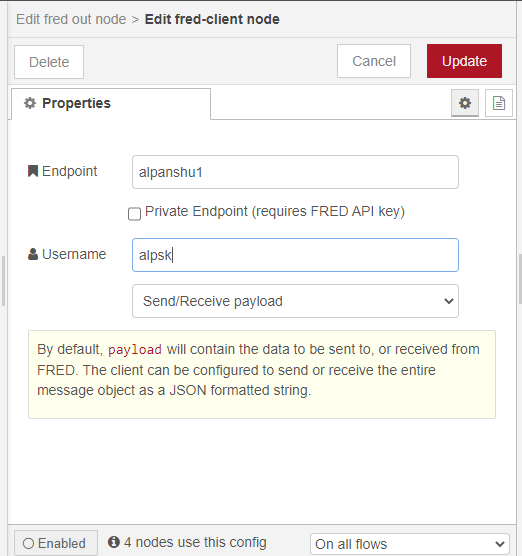 Edit fred out node > Edit fred-client node
Delete
Cancel
Update
Properties
Endpoint
alpanshu1
Private Endpoint (requires FRED API key)
Username
alpsk
Send/Receive payload
By default, payload will contain the data to be sent to, or received from
FRED. The client can be configured to send or receive the entire
message object as a JSON formatted string.
Enabled
4 nodes use this config
On all flows